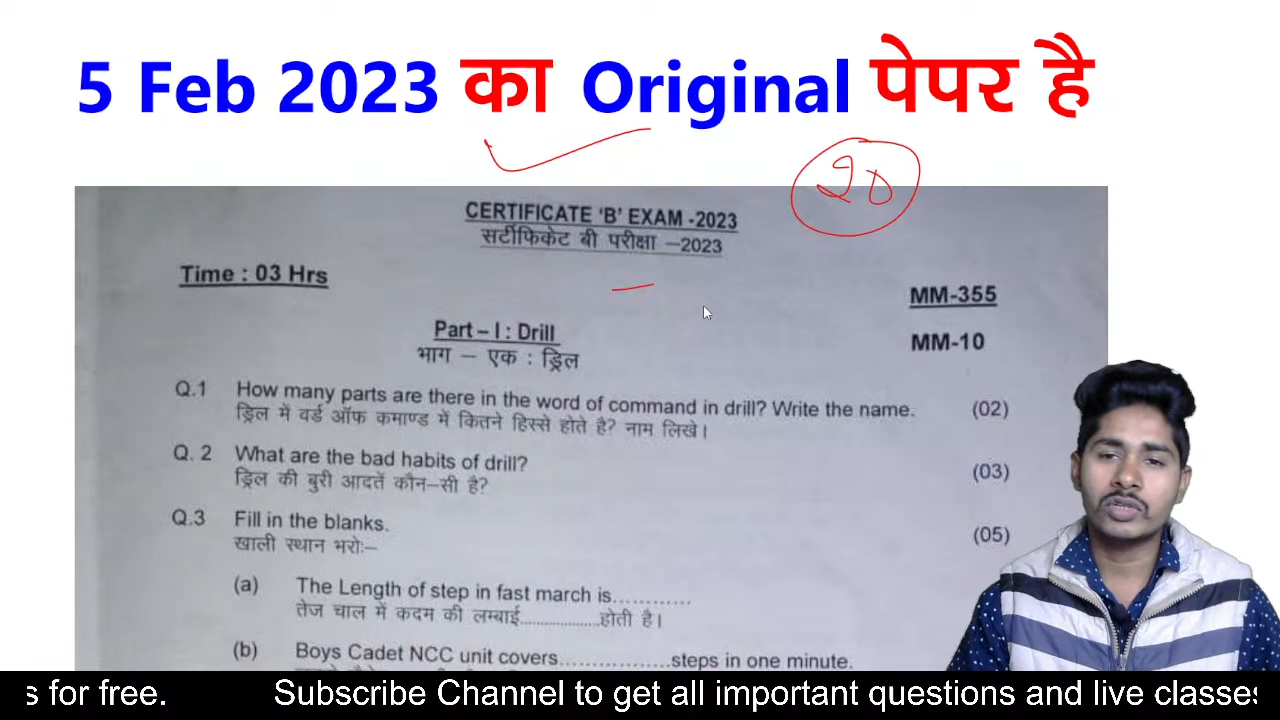 5 Feb 2023 का Original पेपर है
20
CERTIFICATE 'B' EXAM -2023
सर्टीफिकेट बी परीक्षा –2023
Time : 03 Hrs
MM-355
Part – I : Drill
MM-10
भाग – एक : ड्रिल
Q.1 How many parts are there in the word of command in drill? Write the name. (02)
ड्रिल में वर्ड ऑफ कमाण्ड में कितने हिस्से होते है? नाम लिखे।
Q. 2 What are the bad habits of drill? (03)
ड्रिल की बुरी आदतें कौन–सी है?
Q.3 Fill in the blanks. (05)
खाली स्थान भरोः–
(a) The Length of step in fast march is............
तेज चाल में कदम की लम्बाई....................होती है।
(b) Boys Cadet NCC unit covers.................steps in one minute.
s for free. Subscribe Channel to get all important questions and live classes